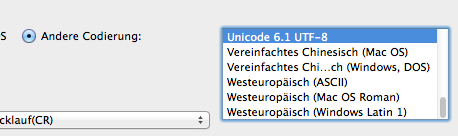 S Andere Codierung:
Unicode 6.1 UTF-8
Vereinfachtes Chinesisch (Mac OS)
Vereinfachtes Chi…ch (Windows, DOS)
Westeuropäisch (ASCII)
Westeuropäisch (Mac OS Roman)
Westeuropäisch (Windows Latin 1)
cklauf(CR)